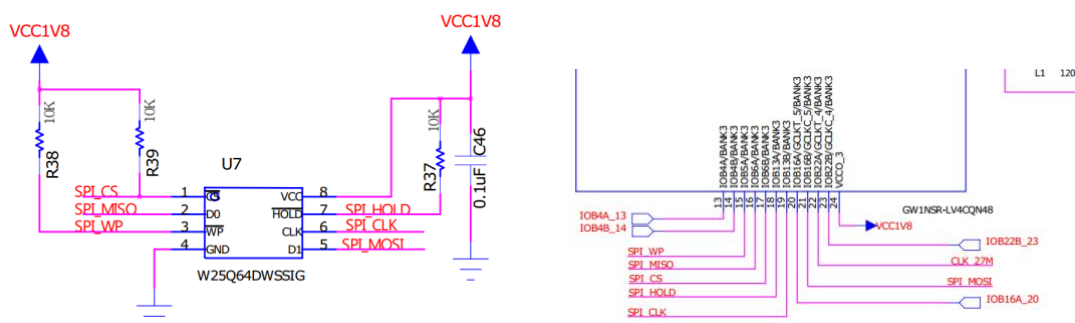 VCC1V8
VCC1V8
10K
10K
R38
R39
10K
R37
C46
0.1uF
U7
SPI_CS
SPI_MISO
SPI_WP
1
2
3
4
CS
D0
WP
GND
VCC
HOLD
CLK
D1
8
7
6
5
SPI_HOLD
SPI_CLK
SPI_MOSI
W25Q64DWSSIG
L1 120
IOB4A/BANK3
IOB4B/BANK3
IOB5A/BANK3
IOB6A/BANK3
IOB6B/BANK3
IOB13A/BANK3
IOB13B/BANK3
IOB16A/GCLKT_5/BANK3
IOB16B/GCLKC_5/BANK3
IOB22A/GCLKT_4/BANK3
IOB22B/GCLKC_4/BANK3
VCCO_3
13
14
15
16
17
18
19
20
21
22
23
24
GW1NSR-LV4CQN48
IOB4A_13
IOB4B_14
VCC1V8
IOB22B_23
SPI_WP
CLK_27M
SPI_MISO
SPI_CS
SPI_MOSI
SPI_HOLD
IOB16A_20
SPI_CLK